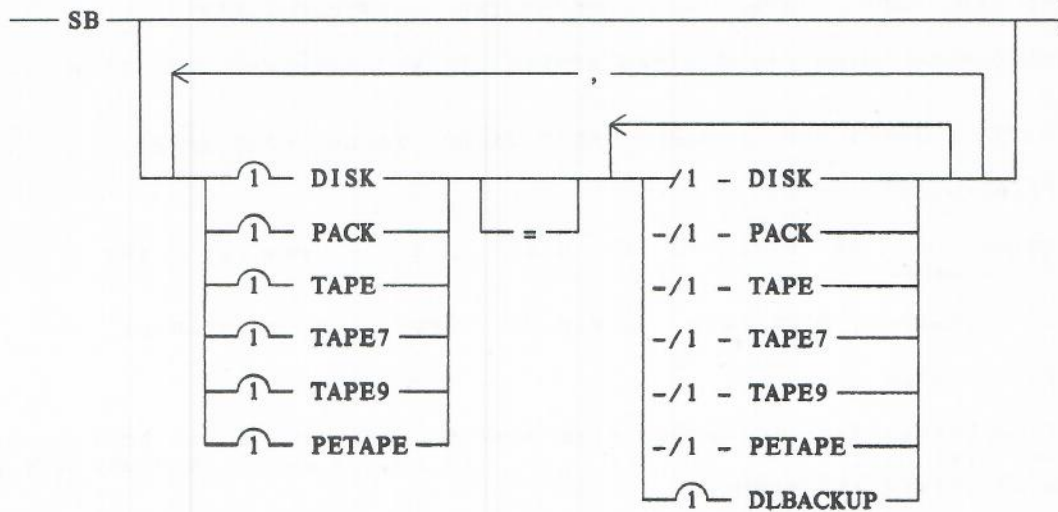 SB
,
1 DISK /1 - DISK
1 PACK = -/1 - PACK
1 TAPE -/1 - TAPE
1 TAPE7 -/1 - TAPE7
1 TAPE9 -/1 - TAPE9
1 PETAPE -/1 - PETAPE
1 DLBACKUP